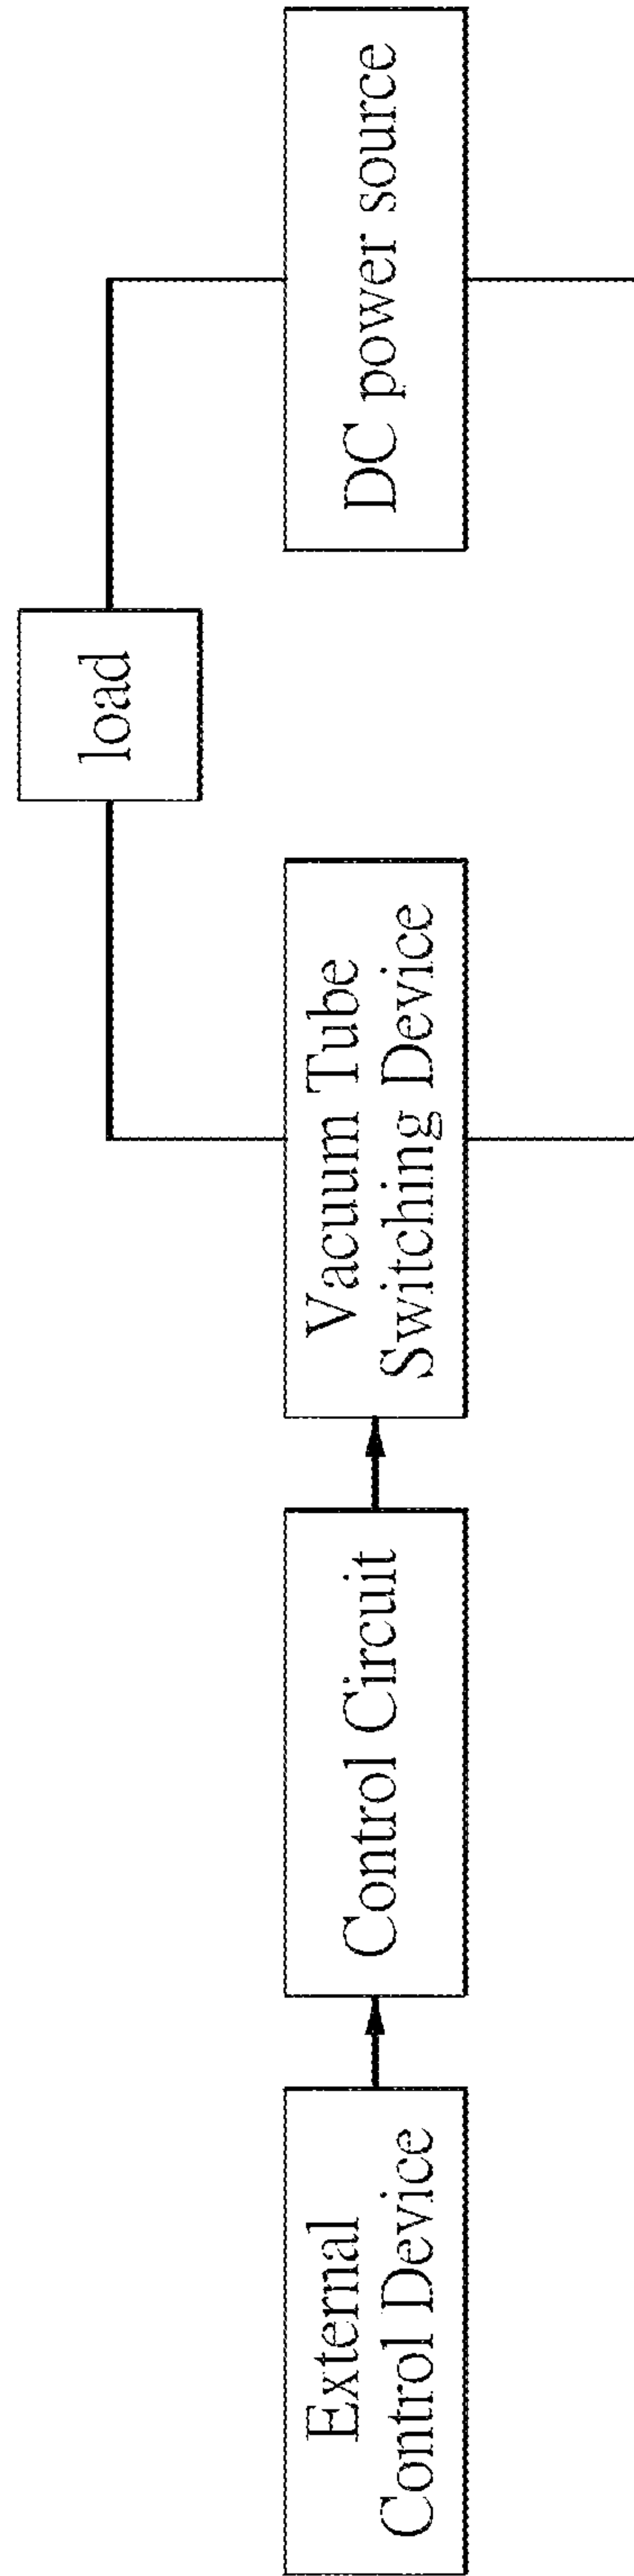 External
Control Device
Control Circuit
Vacuum Tube
Switching Device
load
DC power source